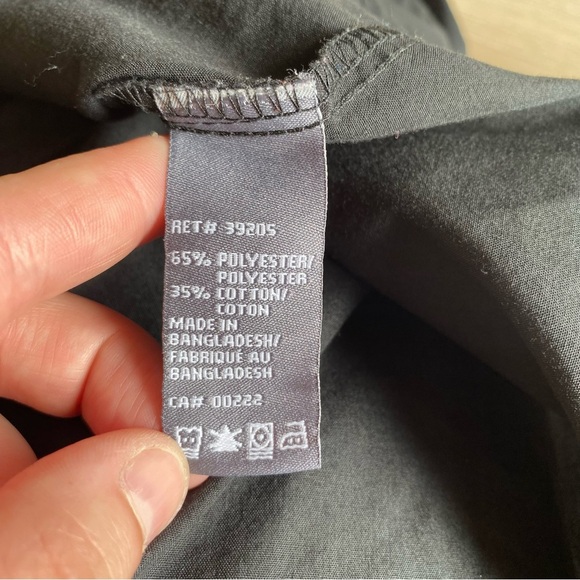 RET# 39205
65% POLYESTER/
POLYESTER
35% COTTON/
COTON
MADE IN
BANGLADESH/
FABRIQUÉ AU
BANGLADESH
CA# 00222